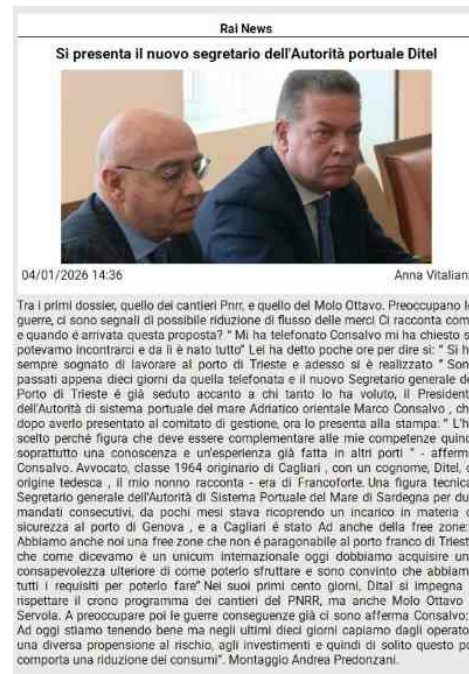 Rai News
Si presenta il nuovo segretario dell'Autorità portuale Ditel
04/01/2026 14:36
Anna Vitaliani
Tra i primi dossier, quello dei cantieri Pnrr, e quello del Molo Ottavo. Preoccupano le
guerre, ci sono segnali di possibile riduzione di flusso delle merci Ci racconta com
e quando é arrivata questa proposta? " Mi ha telefonato Consalvo mi ha chiesto s
potevamo incontrarci e da lì è nato tutto" Lei ha detto poche ore per dire sì: " Si h
sempre sognato di lavorare al porto di Trieste e adesso si è realizzato " Son
passati appena dieci giorni da quella telefonata e il nuovo Segretario generale de
Porto di Trieste é già seduto accanto a chi tanto lo ha voluto, il President
dell'Autorità di sistema portuale del mare Adriatico orientale Marco Consalvo , ch
dopo averlo presentato al comitato di gestione, ora lo presenta alla stampa: " L'h
scelto perché figura che deve essere complementare alle mie competenze quind
soprattutto una conoscenza e un'esperienza già fatta in altri porti " - afferm
Consalvo. Avvocato, classe 1964 originario di Cagliari , con un cognome, Ditel, d
origine tedesca , il mio nonno racconta - era di Francoforte. Una figura tecnica
Segretario generale dell'Autorità di Sistema Portuale del Mare di Sardegna per du
mandati consecutivi, da pochi mesi stava ricoprendo un incarico in materia d
sicurezza al porto di Genova , e a Cagliari é stato Ad anche della free zone:
Abbiamo anche noi una free zone che non é paragonabile al porto franco di Triest
che come dicevamo è un unicum internazionale oggi dobbiamo acquisire un
consapevolezza ulteriore di come poterlo sfruttare e sono convinto che abbiam
tutti i requisiti per poterlo fare" Nei suoi primi cento giorni, Dital si impegna
rispettare il crono programma dei cantieri del PNRR, ma anche Molo Ottavo
Servola. A preoccupare poi le guerre conseguenze già ci sono afferma Consalvo:
Ad oggi stiamo tenendo bene ma negli ultimi dieci giorni capiamo dagli operato
una diversa propensione al rischio, agli investimenti e quindi di solito questo po
comporta una riduzione dei consumi". Montaggio Andrea Predonzani.